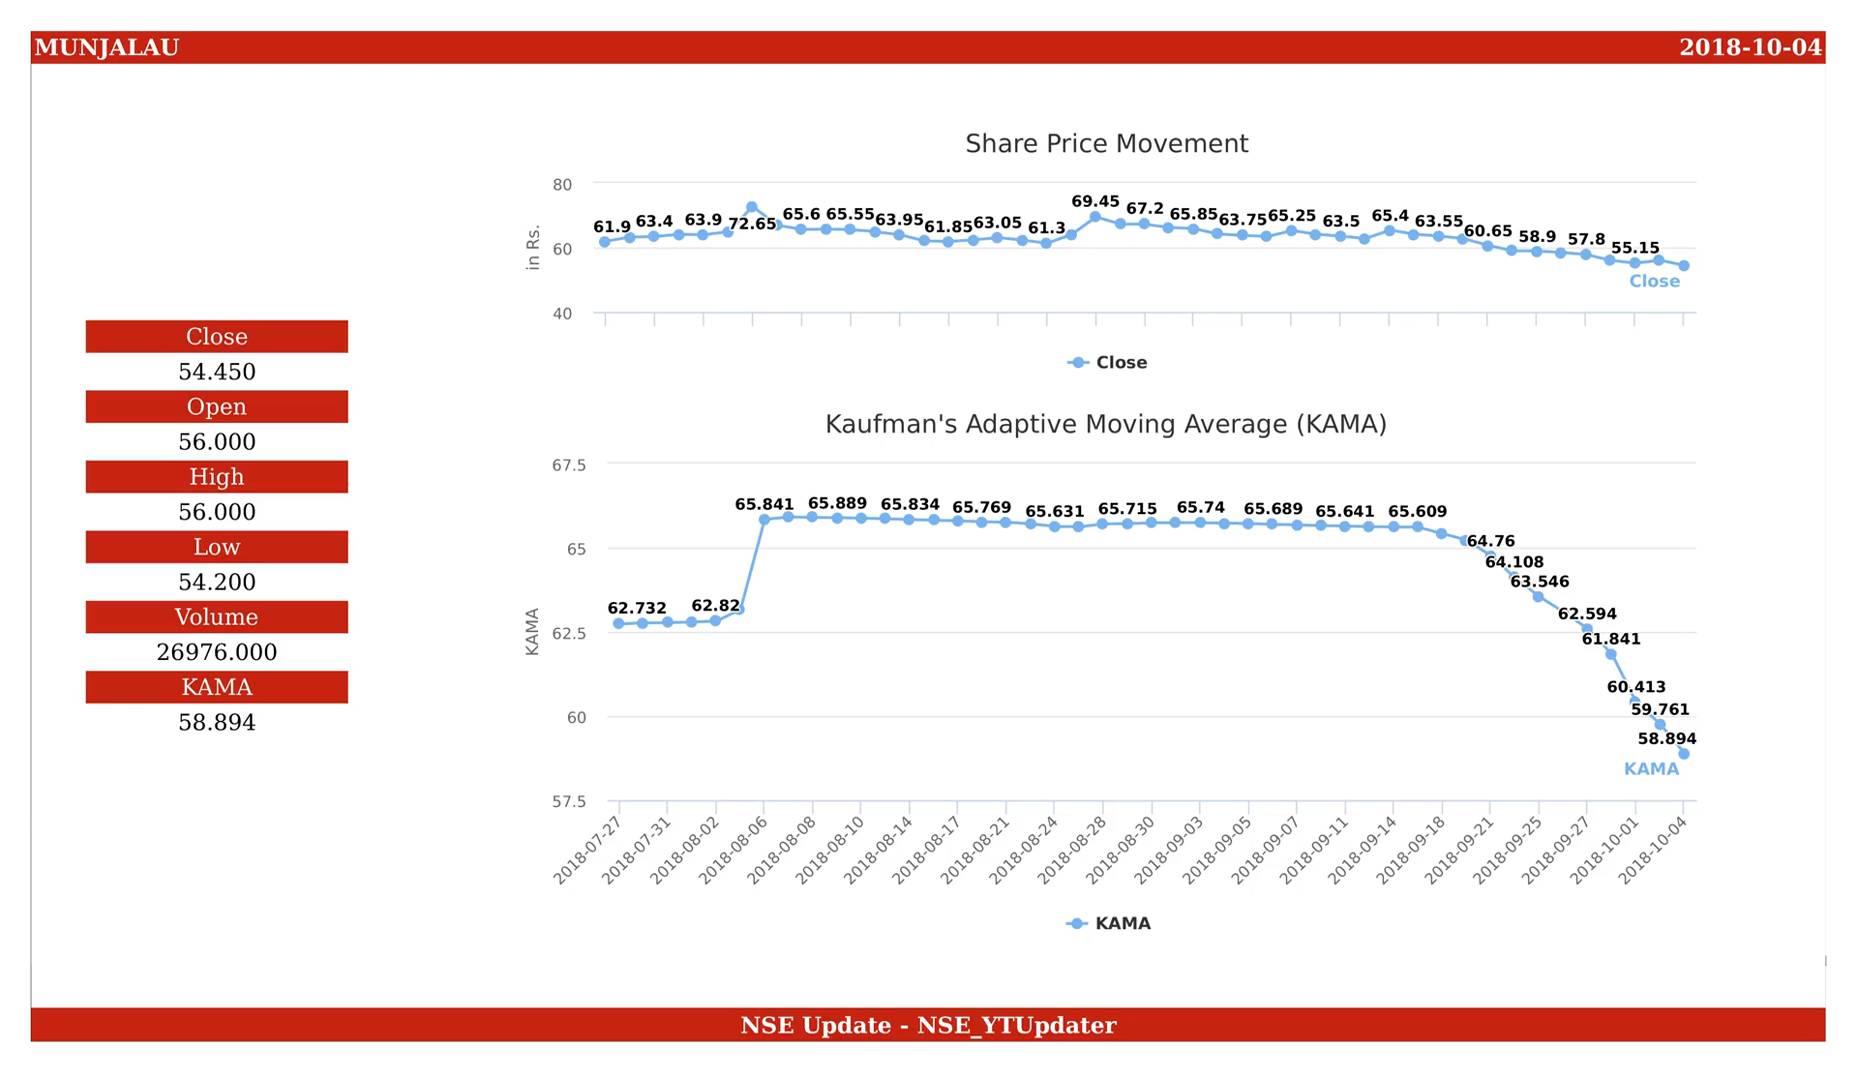 MUNJALAU 2018-10-04
Close
54.450
Open
56.000
High
56.000
Low
54.200
Volume
26976.000
KAMA
58.894
Share Price Movement
in Rs.
80
60
40
61.9 63.4 63.9 72.65 65.6 65.55 63.95 61.85 63.05 61.3 69.45 67.2 65.85 63.75 65.25 63.5 65.4 63.55 60.65 58.9 57.8 55.15
Close
Close
Kaufman's Adaptive Moving Average (KAMA)
KAMA
67.5
65
62.5
60
57.5
62.732 62.82 65.841 65.889 65.834 65.769 65.631 65.715 65.74 65.689 65.641 65.609 64.76 64.108 63.546 62.594 61.841 60.413 59.761 58.894
KAMA
2018-07-27 2018-07-31 2018-08-02 2018-08-06 2018-08-08 2018-08-10 2018-08-14 2018-08-17 2018-08-21 2018-08-24 2018-08-28 2018-08-30 2018-09-03 2018-09-05 2018-09-07 2018-09-11 2018-09-14 2018-09-18 2018-09-21 2018-09-25 2018-09-27 2018-10-01 2018-10-04
KAMA
NSE Update - NSE_YTUpdater